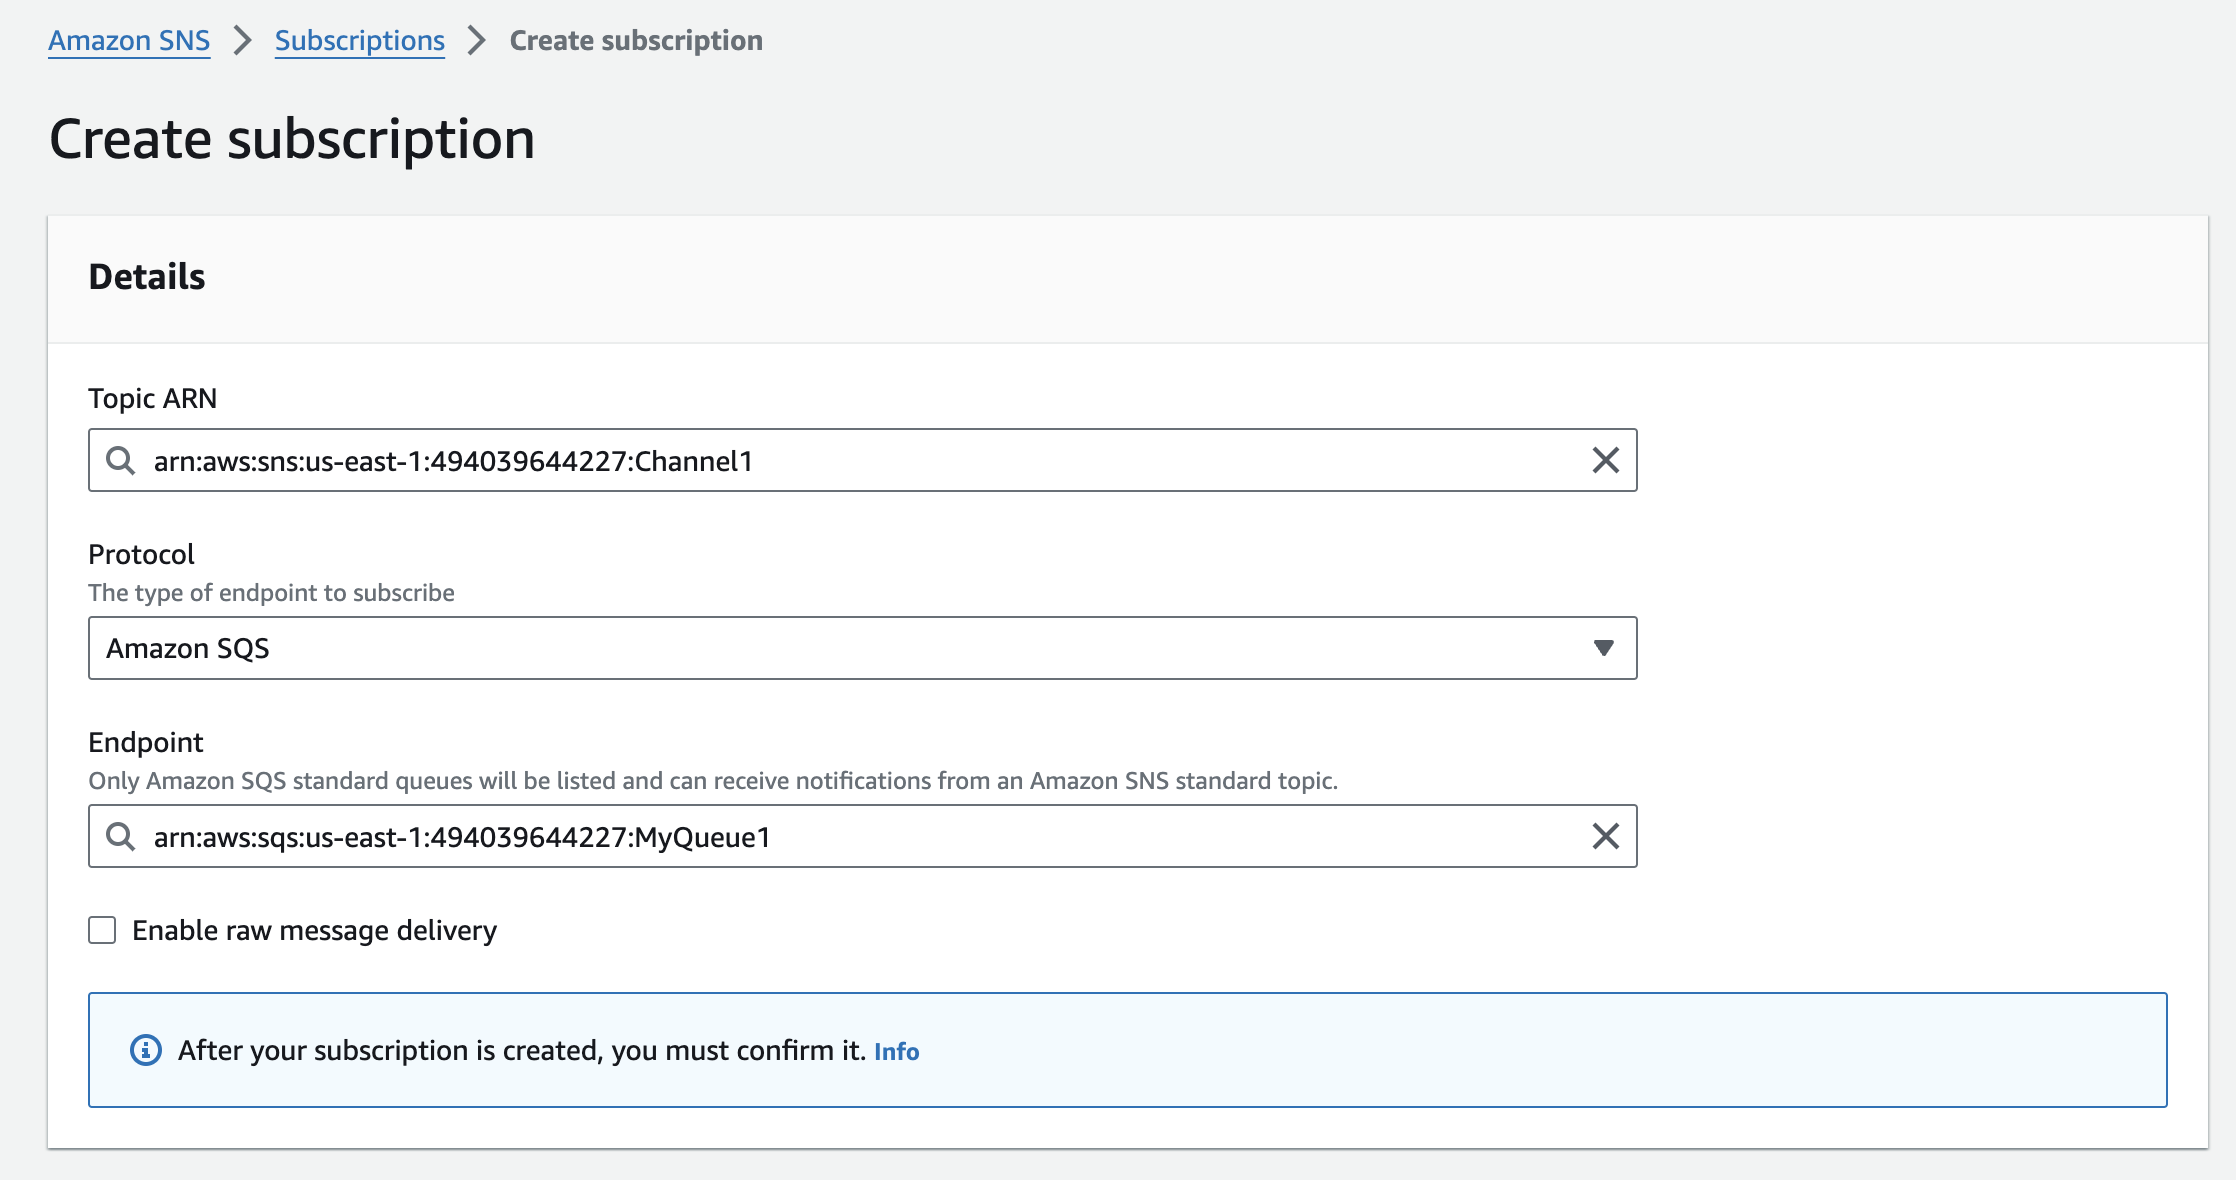 Amazon SNS > Subscriptions > Create subscription
Create subscription
Details
Topic ARN
arn:aws:sns:us-east-1:494039644227:Channel1
Protocol
The type of endpoint to subscribe
Amazon SQS
Endpoint
Only Amazon SQS standard queues will be listed and can receive notifications from an Amazon SNS standard topic.
arn:aws:sqs:us-east-1:494039644227:MyQueue1
Enable raw message delivery
After your subscription is created, you must confirm it. Info